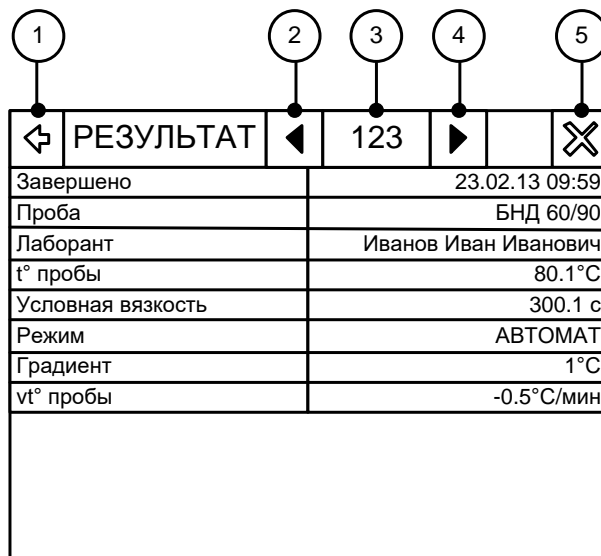 1 2 3 4 5
РЕЗУЛЬТАТ 123
Завершено 23.02.13 09:59
Проба БНД 60/90
Лаборант Иванов Иван Иванович
t° пробы 80.1°C
Условная вязкость 300.1 с
Режим АВТОМАТ
Градиент 1°C
vt° пробы -0.5°C/мин